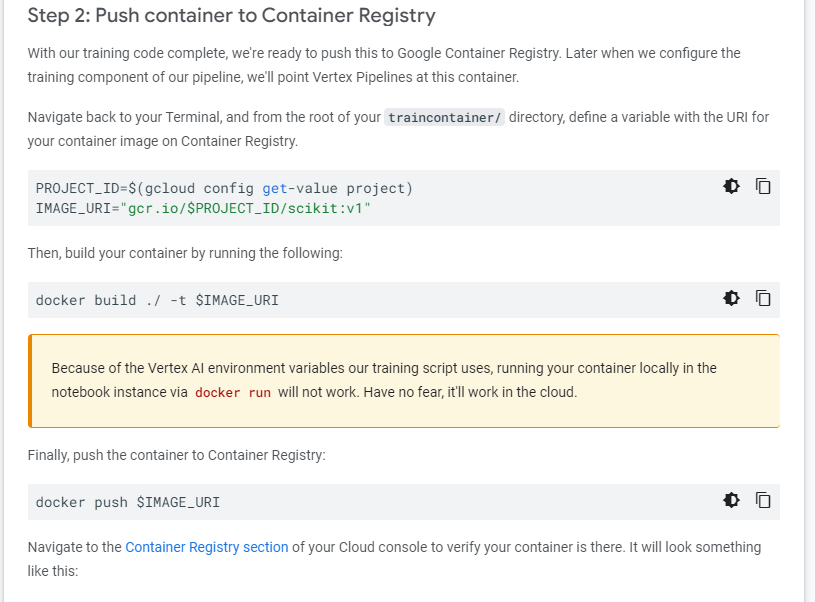 Step 2: Push container to Container Registry
With our training code complete, we're ready to push this to Google Container Registry. Later when we configure the
training component of our pipeline, we'll point Vertex Pipelines at this container.
Navigate back to your Terminal, and from the root of your traincontainer/ directory, define a variable with the URI for
your container image on Container Registry.
PROJECT_ID=$(gcloud config get-value project)
IMAGE_URI="gcr.io/$PROJECT_ID/scikit:v1"
Then, build your container by running the following:
docker build ./ -t $IMAGE_URI
Because of the Vertex AI environment variables our training script uses, running your container locally in the
notebook instance via docker run will not work. Have no fear, it'll work in the cloud.
Finally, push the container to Container Registry:
docker push $IMAGE_URI
Navigate to the Container Registry section of your Cloud console to verify your container is there. It will look something
like this: